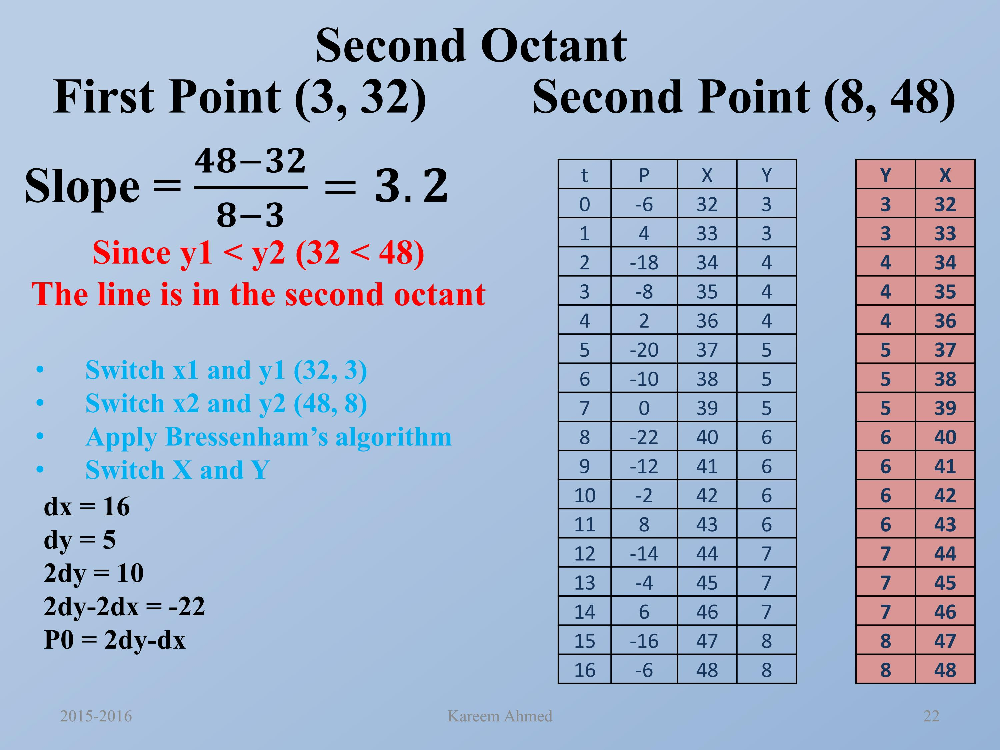 Second Octant
First Point (3, 32) Second Point (8, 48)
Slope = 48−32 / 8−3 = 3.2
Since y1 < y2 (32 < 48)
The line is in the second octant
• Switch x1 and y1 (32, 3)
• Switch x2 and y2 (48, 8)
• Apply Bressenham’s algorithm
• Switch X and Y
dx = 16
dy = 5
2dy = 10
2dy-2dx = -22
P0 = 2dy-dx
t P X Y
0 -6 32 3
1 4 33 3
2 -18 34 4
3 -8 35 4
4 2 36 4
5 -20 37 5
6 -10 38 5
7 0 39 5
8 -22 40 6
9 -12 41 6
10 -2 42 6
11 8 43 6
12 -14 44 7
13 -4 45 7
14 6 46 7
15 -16 47 8
16 -6 48 8
Y X
3 32
3 33
4 34
4 35
4 36
5 37
5 38
5 39
6 40
6 41
6 42
6 43
7 44
7 45
7 46
8 47
8 48
2015-2016 Kareem Ahmed 22